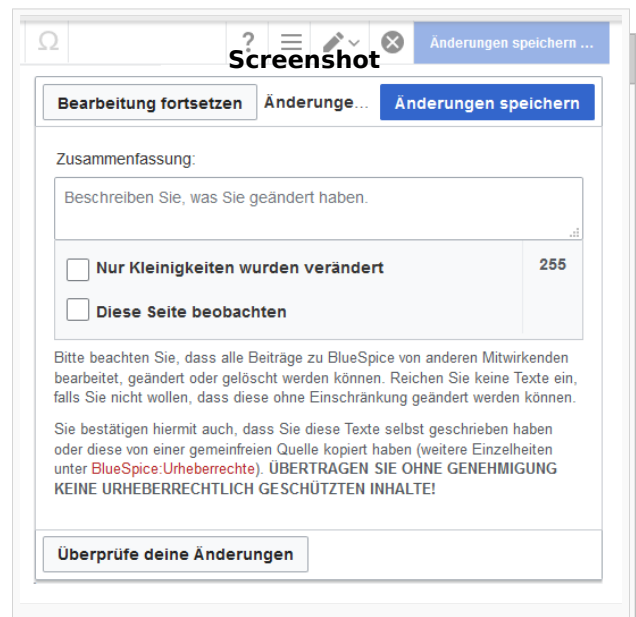 Ω ? Änderungen speichern ...
Screenshot
Bearbeitung fortsetzen Änderunge... Änderungen speichern
Zusammenfassung:
Beschreiben Sie, was Sie geändert haben.
Nur Kleinigkeiten wurden verändert 255
Diese Seite beobachten
Bitte beachten Sie, dass alle Beiträge zu BlueSpice von anderen Mitwirkenden
bearbeitet, geändert oder gelöscht werden können. Reichen Sie keine Texte ein,
falls Sie nicht wollen, dass diese ohne Einschränkung geändert werden können.
Sie bestätigen hiermit auch, dass Sie diese Texte selbst geschrieben haben
oder diese von einer gemeinfreien Quelle kopiert haben (weitere Einzelheiten
unter BlueSpice:Urheberrechte). ÜBERTRAGEN SIE OHNE GENEHMIGUNG
KEINE URHEBERRECHTLICH GESCHÜTZTEN INHALTE!
Überprüfe deine Änderungen